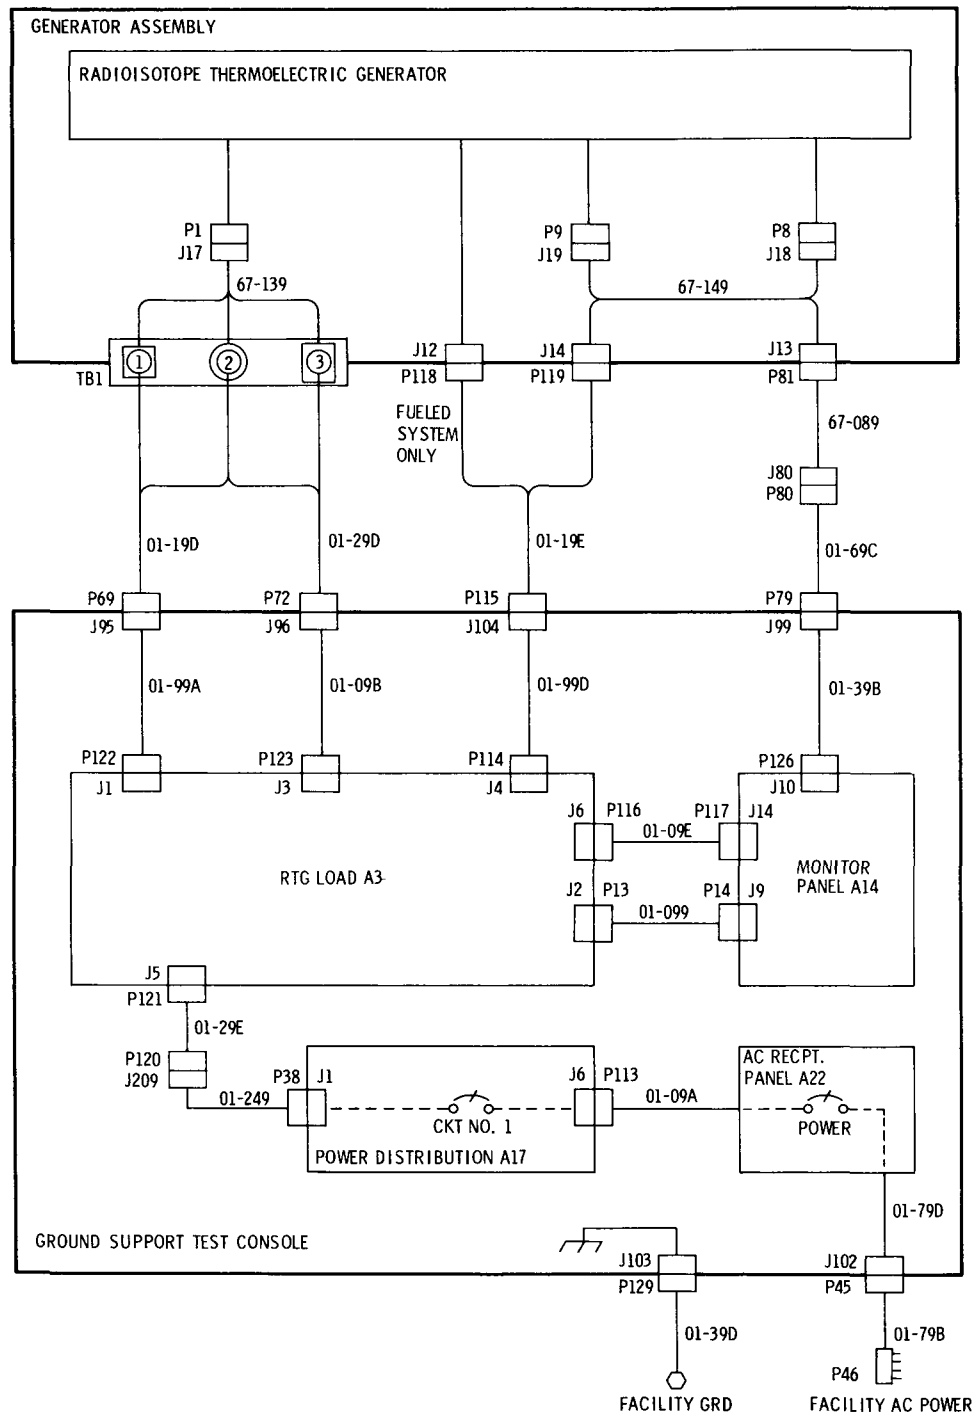 GENERATOR ASSEMBLY
RADIOISOTOPE THERMOELECTRIC GENERATOR
P1
J17
P9
J19
P8
J18
67-139
67-149
TB1
1
2
3
J12
P118
J14
P119
J13
P81
FUELED
SYSTEM
ONLY
67-089
J80
P80
01-19D
01-29D
01-19E
01-69C
P69
J95
P72
J96
P115
J104
P79
J99
01-99A
01-09B
01-99D
01-39B
P122
J1
P123
J3
P114
J4
P126
J10
J6
P116
01-09E
P117
J14
RTG LOAD A3
MONITOR
PANEL A14
J2
P13
01-099
P14
J9
J5
P121
01-29E
P120
J209
01-249
P38
J1
J6
P113
CKT NO. 1
POWER DISTRIBUTION A17
01-09A
AC RECPT.
PANEL A22
POWER
01-79D
GROUND SUPPORT TEST CONSOLE
J103
P129
J102
P45
01-39D
01-79B
P46
FACILITY GRD
FACILITY AC POWER